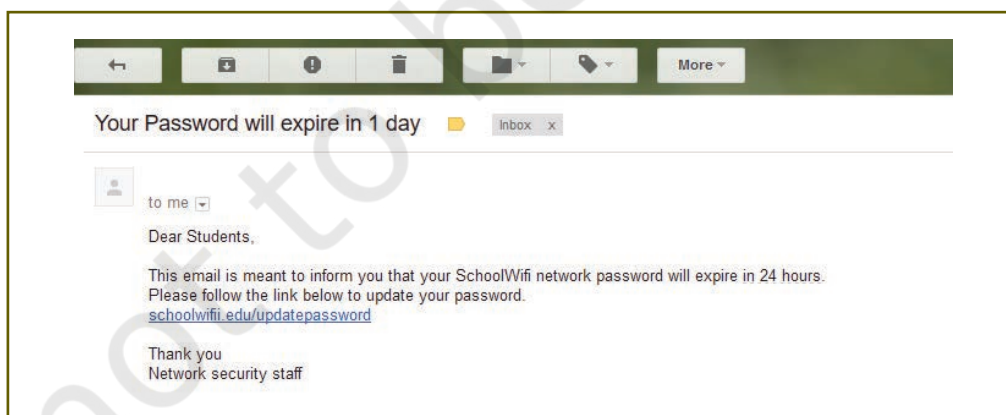 More
Your Password will expire in 1 day
Inbox x
to me
Dear Students,
This email is meant to inform you that your SchoolWifi network password will expire in 24 hours.
Please follow the link below to update your password.
schoolwifii.edu/updatepassword
Thank you
Network security staff
not to b